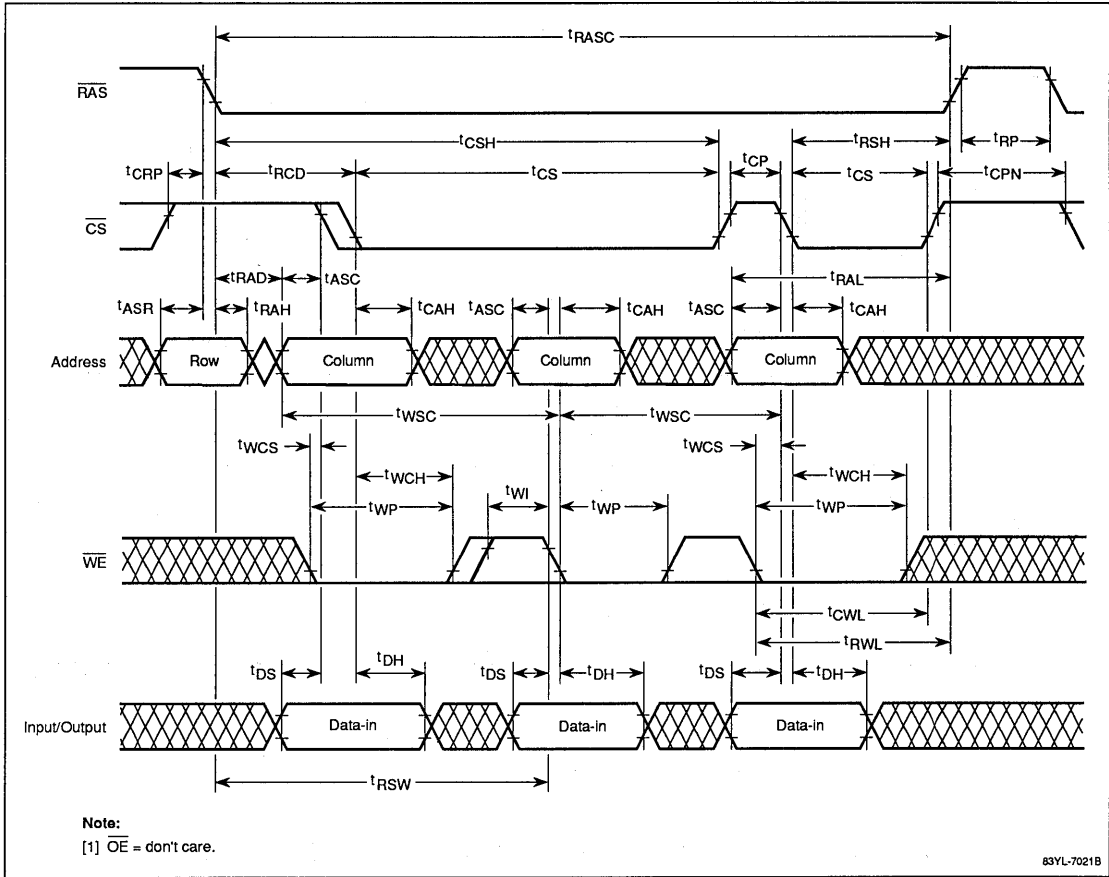 tRASC
RAS
tCSH
tRSH
tRP
tCRP
tRCD
tCS
tCP
tCS
tCPN
CS
tRAD
tASC
tRAL
tASR
tRAH
tCAH
tASC
tCAH
tASC
tCAH
Address
Row
Column
Column
Column
tWSC
tWSC
tWCS
tWCS
tWCH
tWI
tWCH
tWP
tWP
tWP
WE
tCWL
tRWL
tDS
tDH
tDS
tDH
tDS
tDH
Input/Output
Data-in
Data-in
Data-in
tRSW
Note:
[1] OE = don't care.
83YL-7021B